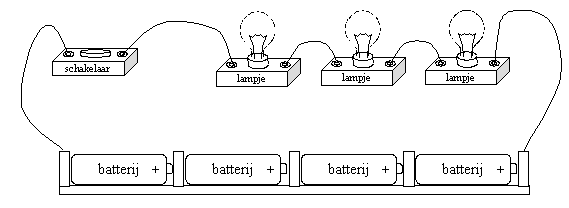 schakelaar
lampje
lampje
lampje
batterij +
batterij +
batterij +
batterij +